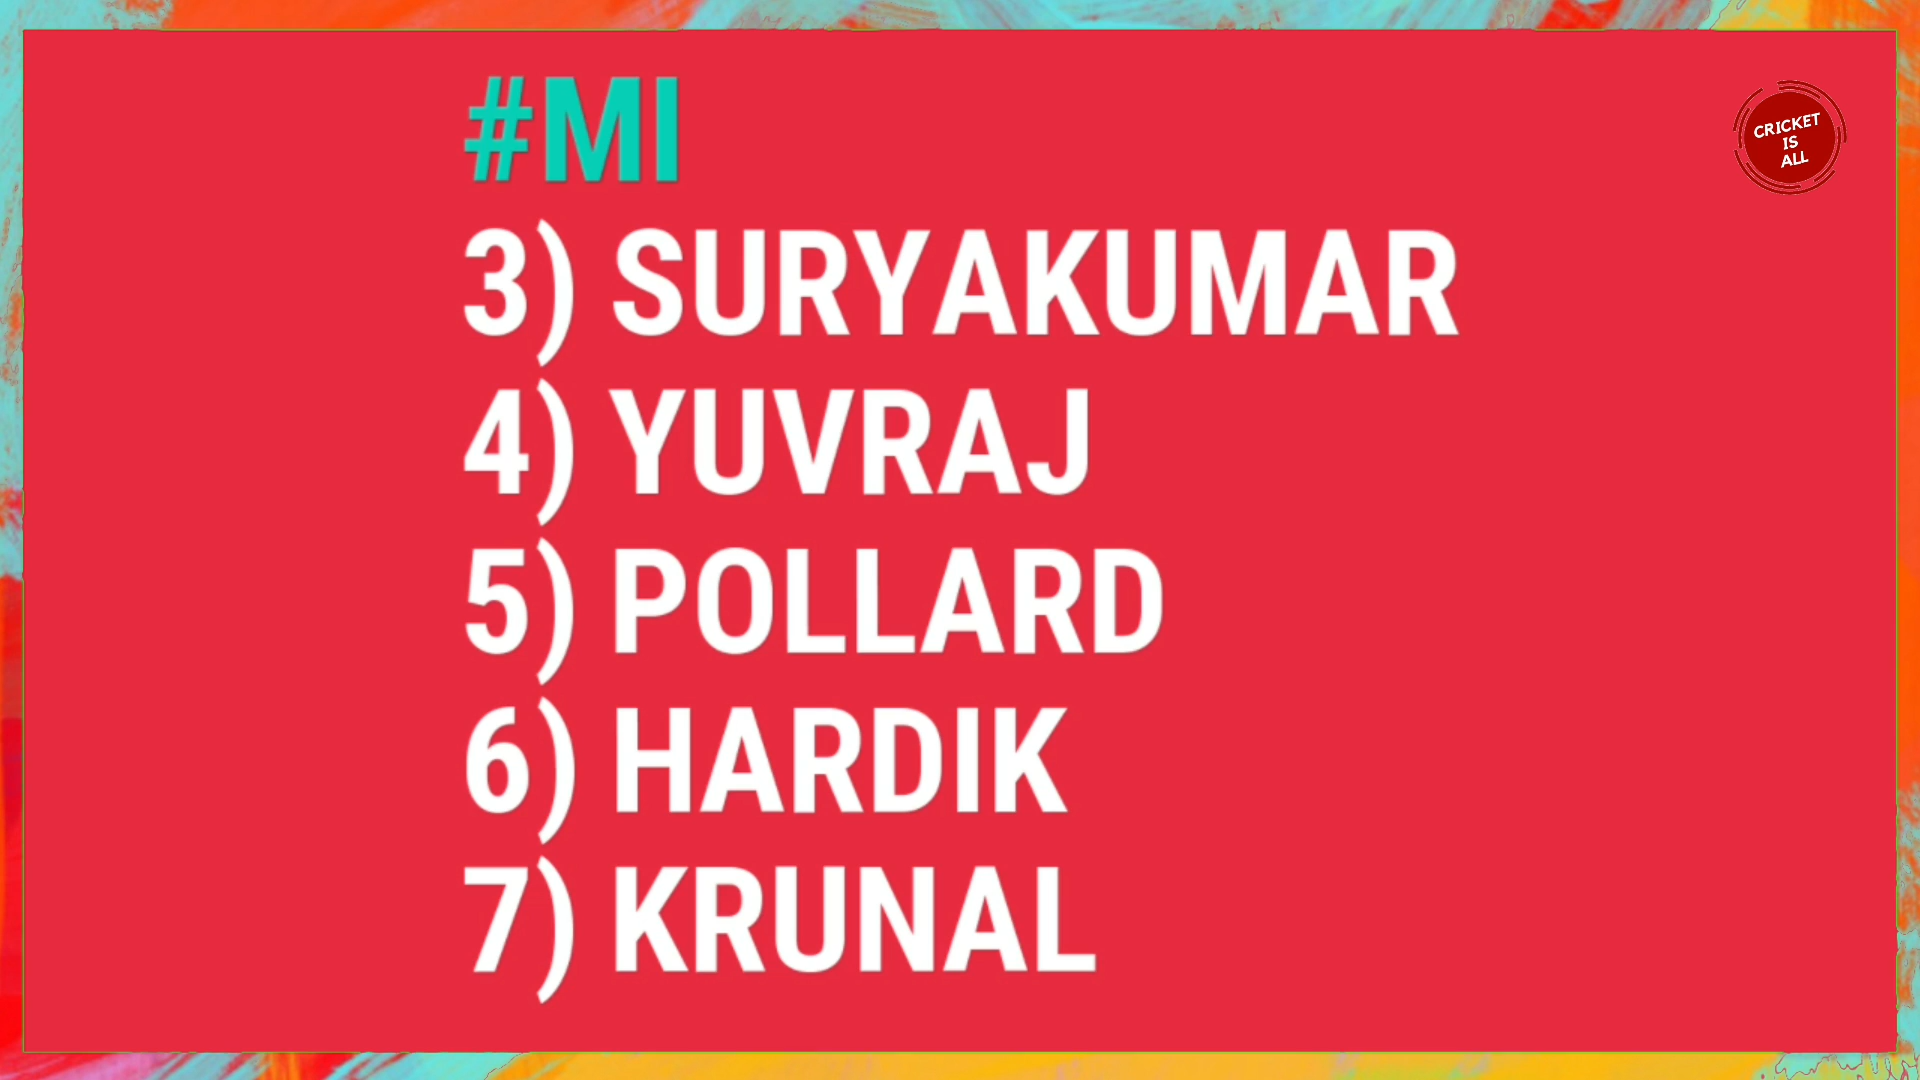 #MI
CRICKET
IS
ALL
3) SURYAKUMAR
4) YUVRAJ
5) POLLARD
6) HARDIK
7) KRUNAL